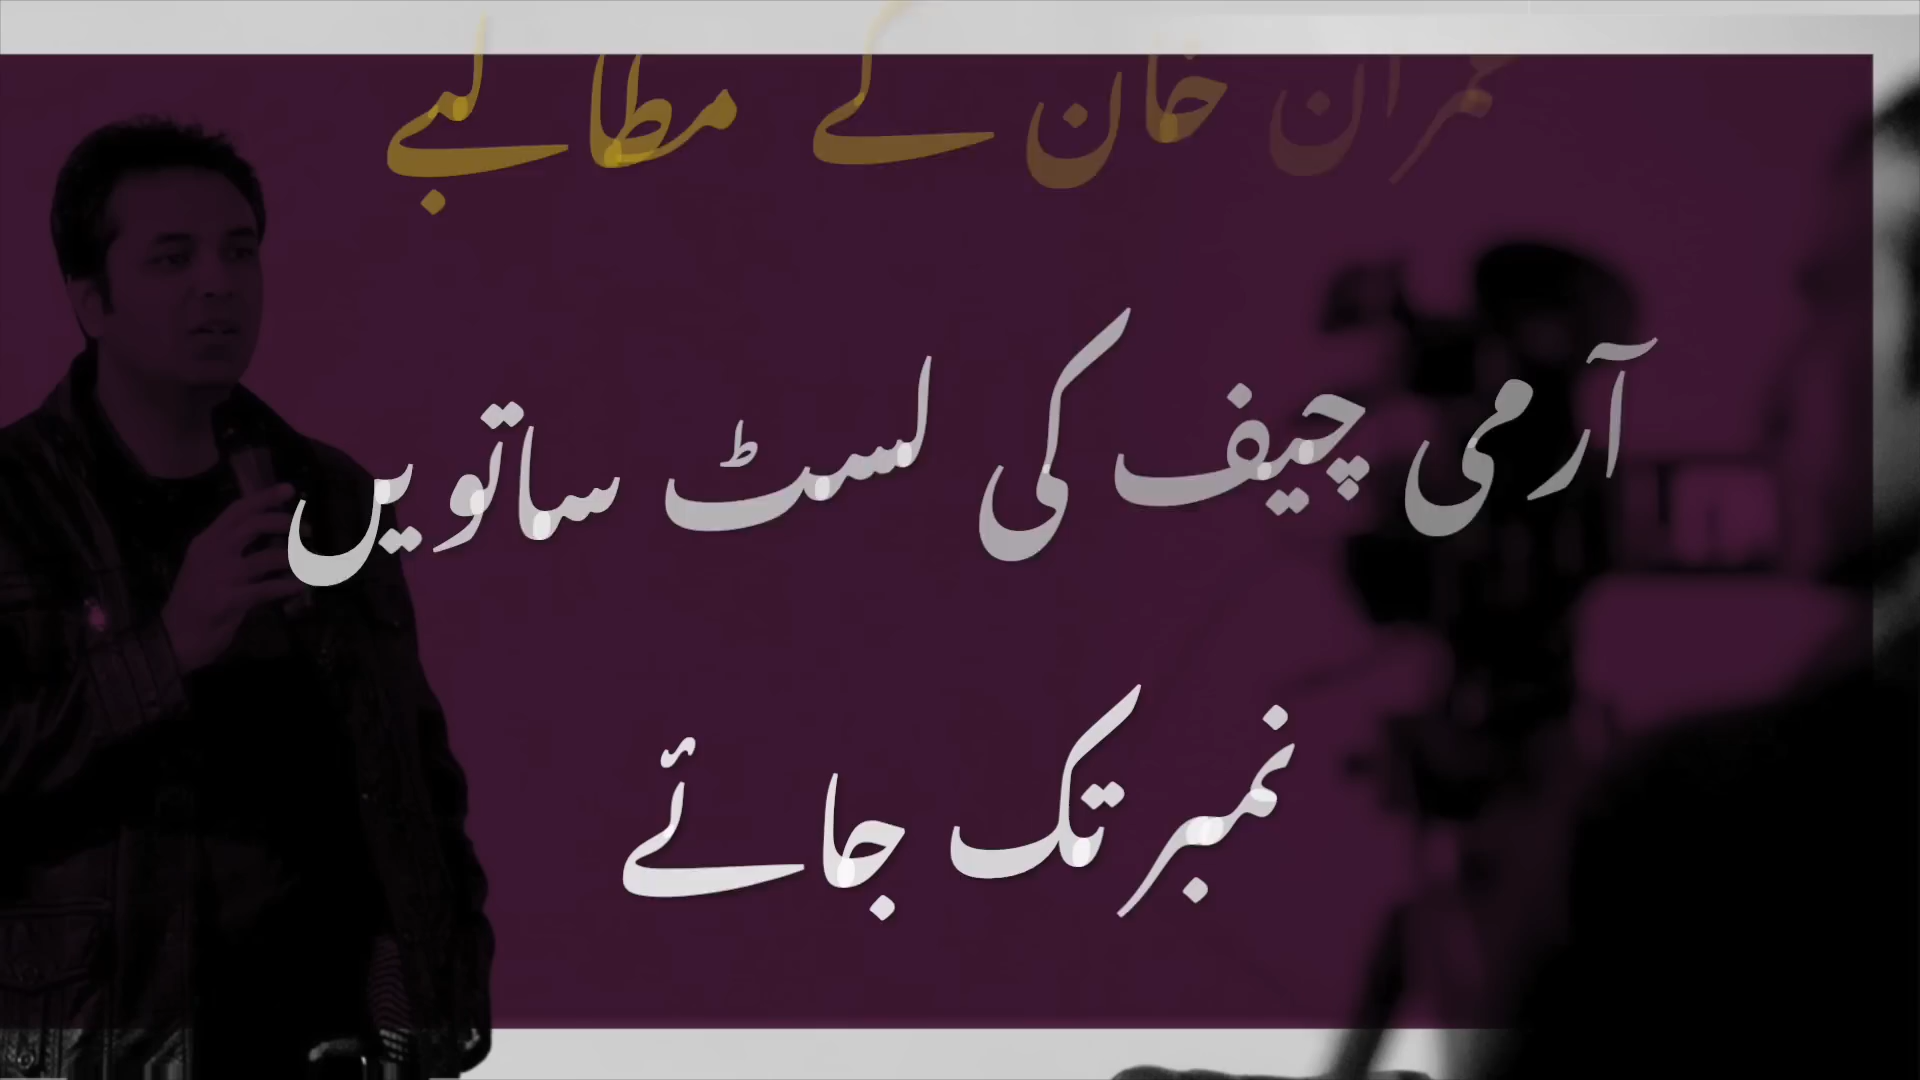 عمران خان کے مطالبے
آرمی چیف کی لسٹ ساتویں
نمبر تک جائے